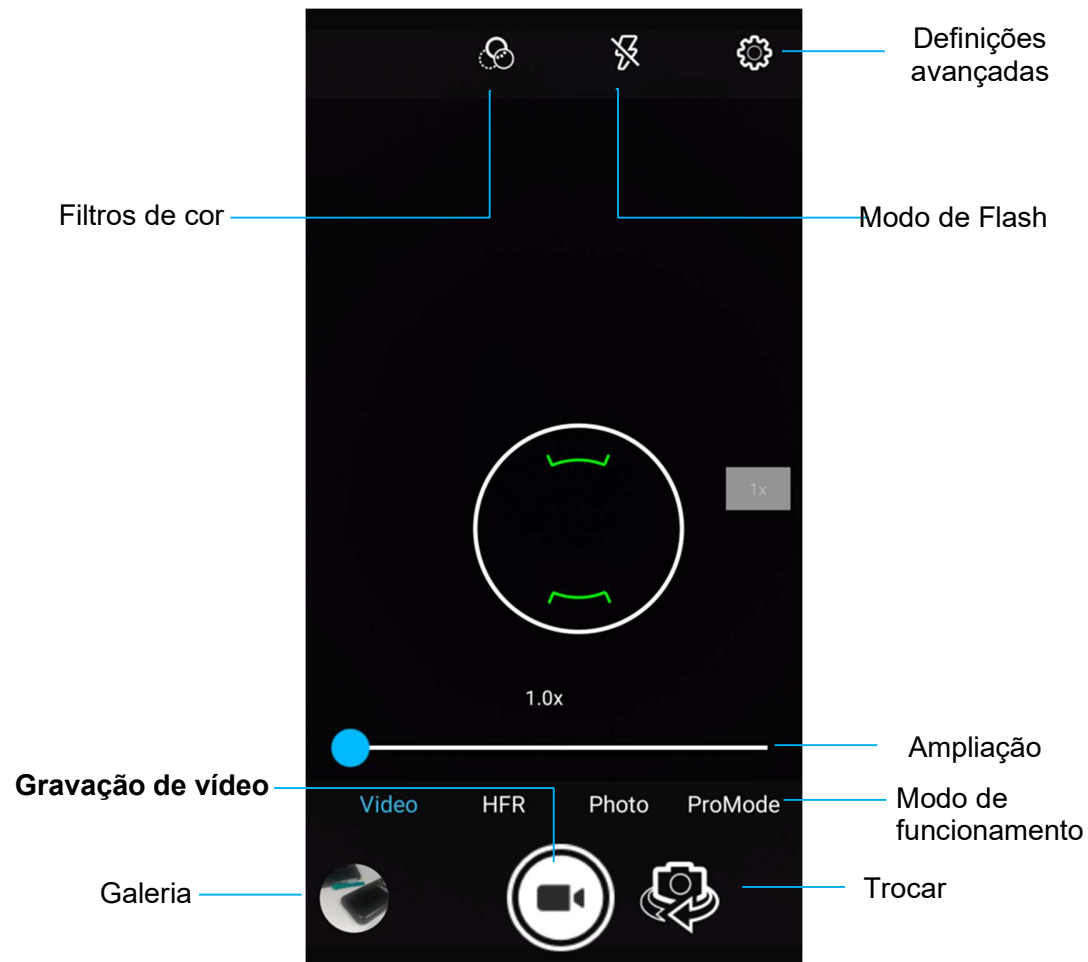 Definições
avançadas
Filtros de cor
Modo de Flash
1x
1.0x
Ampliação
Gravação de vídeo
Video HFR Photo ProMode
Modo de
funcionamento
Galeria
Trocar